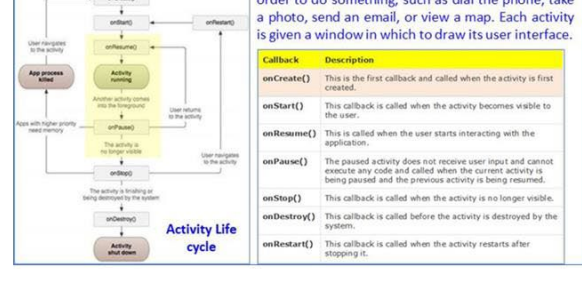 order to do something, such as dial the phone, take
a photo, send an email, or view a map. Each activity
is given a window in which to draw its user interface.
onStart()
onRestart()
User navigates
to the activity
onResume()
App process
killed
Activity
running
Another activity comes
into the foreground
User returns
to the activity
Apps with higher priority
need memory
onPause()
The activity is
no longer visible
User navigates
to the activity
onStop()
The activity is finishing or
being destroyed by the system
onDestroy()
Activity
shut down
Activity Life
cycle
Callback Description
onCreate() This is the first callback and called when the activity is first
created.
onStart() This callback is called when the activity becomes visible to
the user.
onResume() This is called when the user starts interacting with the
application.
onPause() The paused activity does not receive user input and cannot
execute any code and called when the current activity is
being paused and the previous activity is being resumed.
onStop() This callback is called when the activity is no longer visible.
onDestroy() This callback is called before the activity is destroyed by the
system.
onRestart() This callback is called when the activity restarts after
stopping it.